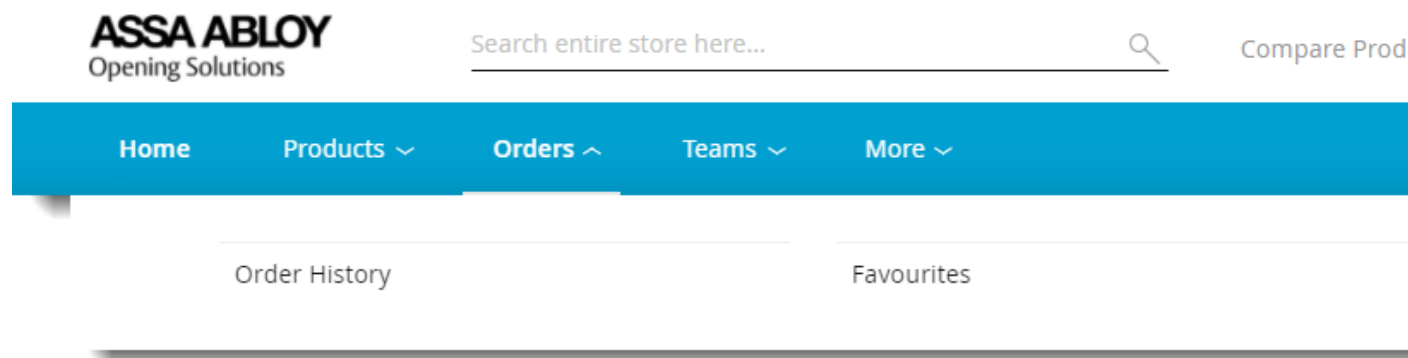 ASSA ABLOY
Opening Solutions
Search entire store here...
Compare Prod
Home Products Orders Teams More
Order History Favourites